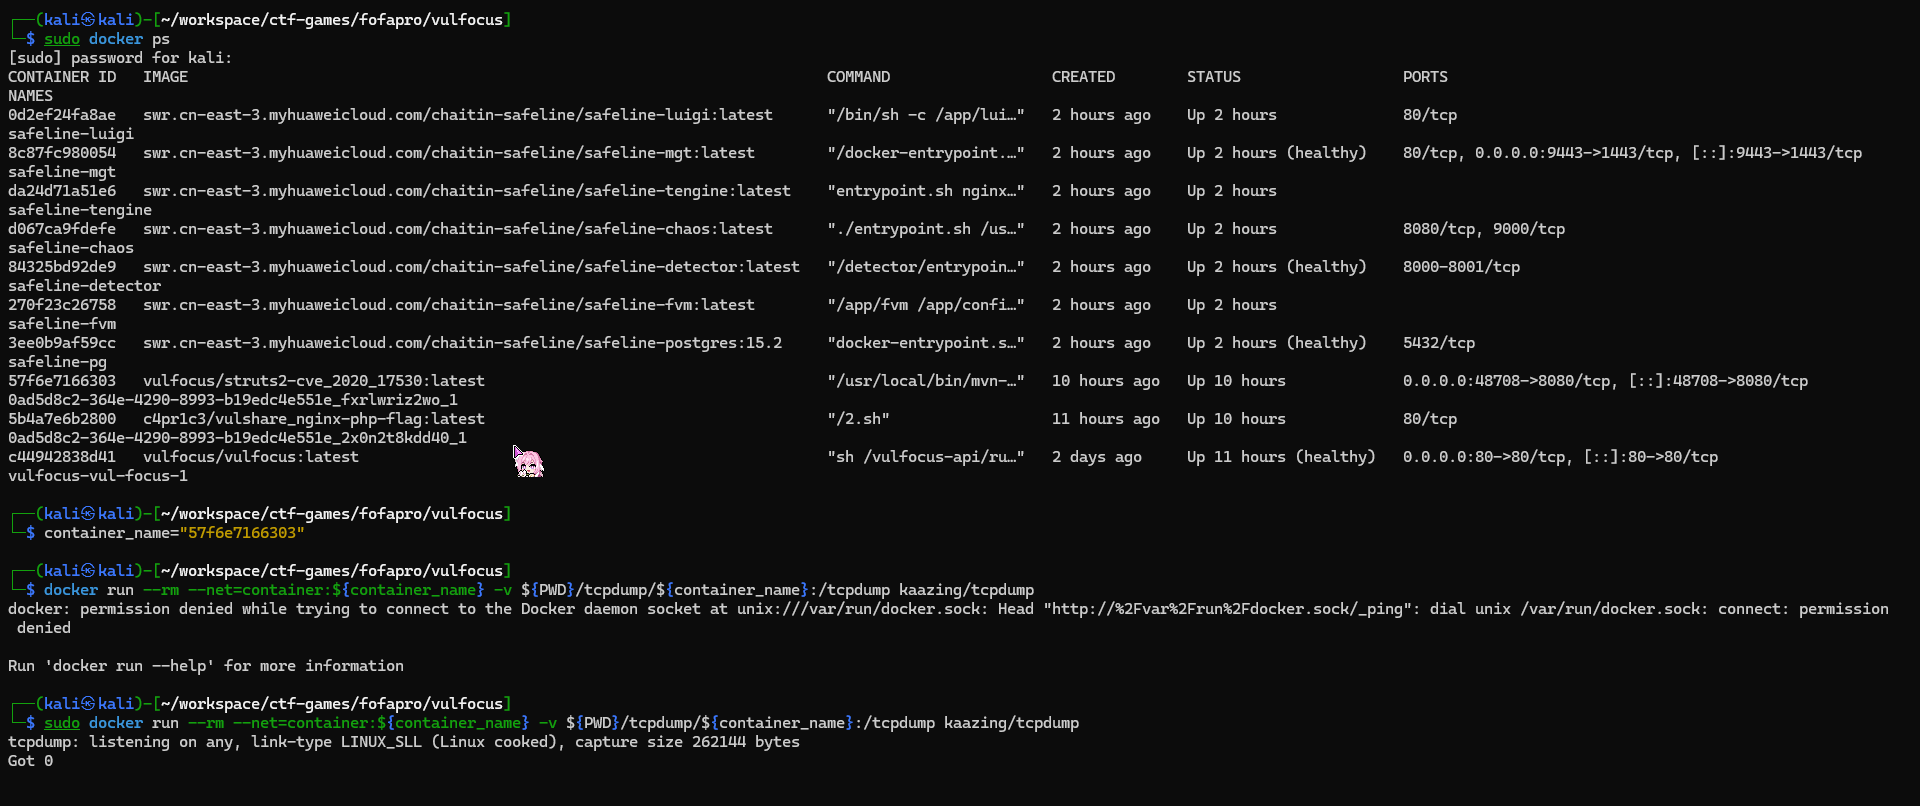 ┌──(kali㉿kali)-[~/workspace/ctf-games/fofapro/vulfocus]
└─$ sudo docker ps
[sudo] password for kali:
CONTAINER ID   IMAGE   COMMAND   CREATED   STATUS   PORTS
NAMES
0d2ef24fa8ae   swr.cn-east-3.myhuaweicloud.com/chaitin-safeline/safeline-luigi:latest   "/bin/sh -c /app/lui…"   2 hours ago   Up 2 hours   80/tcp
safeline-luigi
8c87fc980054   swr.cn-east-3.myhuaweicloud.com/chaitin-safeline/safeline-mgt:latest   "/docker-entrypoint.…"   2 hours ago   Up 2 hours (healthy)   80/tcp, 0.0.0.0:9443->1443/tcp, [::]:9443->1443/tcp
safeline-mgt
da24d71a51e6   swr.cn-east-3.myhuaweicloud.com/chaitin-safeline/safeline-tengine:latest   "entrypoint.sh nginx…"   2 hours ago   Up 2 hours
safeline-tengine
d067ca9fdefe   swr.cn-east-3.myhuaweicloud.com/chaitin-safeline/safeline-chaos:latest   "./entrypoint.sh /us…"   2 hours ago   Up 2 hours   8080/tcp, 9000/tcp
safeline-chaos
84325bd92de9   swr.cn-east-3.myhuaweicloud.com/chaitin-safeline/safeline-detector:latest   "/detector/entrypoin…"   2 hours ago   Up 2 hours (healthy)   8000-8001/tcp
safeline-detector
270f23c26758   swr.cn-east-3.myhuaweicloud.com/chaitin-safeline/safeline-fvm:latest   "/app/fvm /app/confi…"   2 hours ago   Up 2 hours
safeline-fvm
3ee0b9af59cc   swr.cn-east-3.myhuaweicloud.com/chaitin-safeline/safeline-postgres:15.2   "docker-entrypoint.s…"   2 hours ago   Up 2 hours (healthy)   5432/tcp
safeline-pg
57f6e7166303   vulfocus/struts2-cve_2020_17530:latest   "/usr/local/bin/mvn-…"   10 hours ago   Up 10 hours   0.0.0.0:48708->8080/tcp, [::]:48708->8080/tcp
0ad5d8c2-364e-4290-8993-b19edc4e551e_fxrlwriz2wo_1
5b4a7e6b2800   c4pr1c3/vulshare_nginx-php-flag:latest   "/2.sh"   11 hours ago   Up 10 hours   80/tcp
0ad5d8c2-364e-4290-8993-b19edc4e551e_2x0n2t8kdd40_1
c44942838d41   vulfocus/vulfocus:latest   "sh /vulfocus-api/ru…"   2 days ago   Up 11 hours (healthy)   0.0.0.0:80->80/tcp, [::]:80->80/tcp
vulfocus-vul-focus-1
┌──(kali㉿kali)-[~/workspace/ctf-games/fofapro/vulfocus]
└─$ container_name="57f6e7166303"
┌──(kali㉿kali)-[~/workspace/ctf-games/fofapro/vulfocus]
└─$ docker run --rm --net=container:${container_name} -v ${PWD}/tcpdump/${container_name}:/tcpdump kaazing/tcpdump
docker: permission denied while trying to connect to the Docker daemon socket at unix:///var/run/docker.sock: Head "http://%2Fvar%2Frun%2Fdocker.sock/_ping": dial unix /var/run/docker.sock: connect: permission
denied
Run 'docker run --help' for more information
┌──(kali㉿kali)-[~/workspace/ctf-games/fofapro/vulfocus]
└─$ sudo docker run --rm --net=container:${container_name} -v ${PWD}/tcpdump/${container_name}:/tcpdump kaazing/tcpdump
tcpdump: listening on any, link-type LINUX_SLL (Linux cooked), capture size 262144 bytes
Got 0